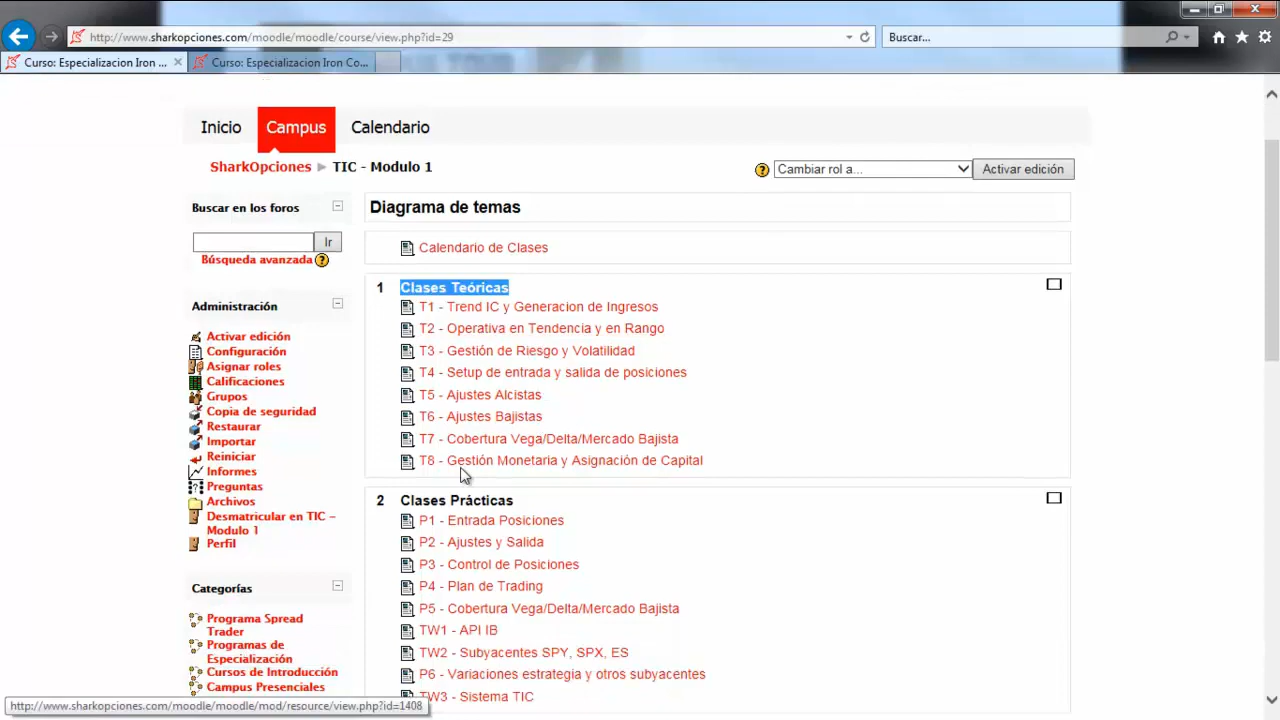 http://www.sharkopciones.com/moodle/moodle/course/view.php?id=29
Buscar...
Curso: Especializacion Iron ...
Curso: Especializacion Iron Co...
Inicio
Campus
Calendario
SharkOpciones ► TIC - Modulo 1
Cambiar rol a...
Activar edición
Buscar en los foros
Ir
Búsqueda avanzada
Administración
Activar edición
Configuración
Asignar roles
Calificaciones
Grupos
Copia de seguridad
Restaurar
Importar
Reiniciar
Informes
Preguntas
Archivos
Desmatricular en TIC -
Modulo 1
Perfil
Categorías
Programa Spread
Trader
Programas de
Especialización
Cursos de Introducción
Campus Presenciales
Diagrama de temas
Calendario de Clases
1 Clases Teóricas
T1 - Trend IC y Generacion de Ingresos
T2 - Operativa en Tendencia y en Rango
T3 - Gestión de Riesgo y Volatilidad
T4 - Setup de entrada y salida de posiciones
T5 - Ajustes Alcistas
T6 - Ajustes Bajistas
T7 - Cobertura Vega/Delta/Mercado Bajista
T8 - Gestión Monetaria y Asignación de Capital
2 Clases Prácticas
P1 - Entrada Posiciones
P2 - Ajustes y Salida
P3 - Control de Posiciones
P4 - Plan de Trading
P5 - Cobertura Vega/Delta/Mercado Bajista
TW1 - API IB
TW2 - Subyacentes SPY, SPX, ES
P6 - Variaciones estrategia y otros subyacentes
TW3 - Sistema TIC
http://www.sharkopciones.com/moodle/moodle/mod/resource/view.php?id=1408